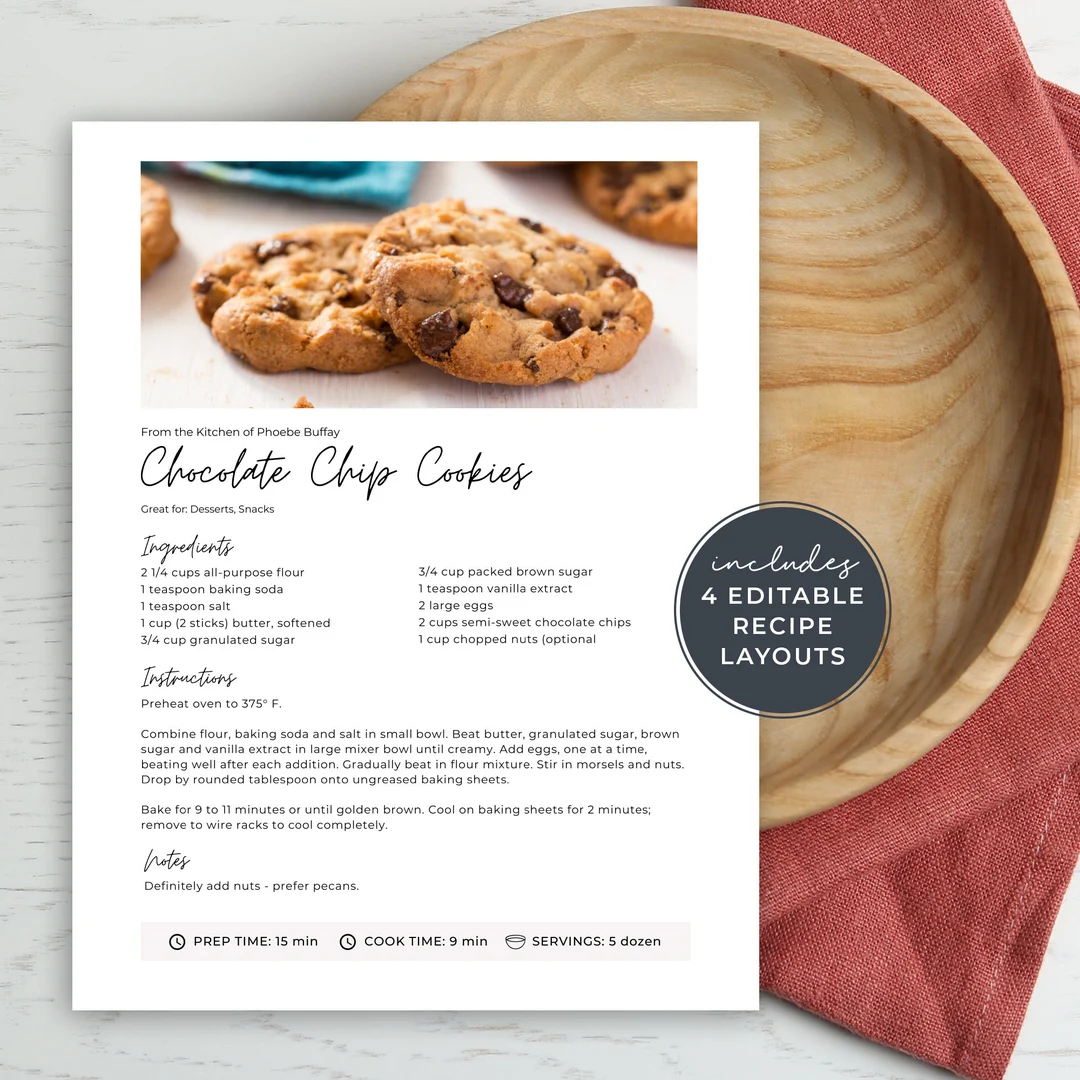 From the Kitchen of Phoebe Buffay
Chocolate Chip Cookies
Great for: Desserts, Snacks
Ingredients
2 1/4 cups all-purpose flour
1 teaspoon baking soda
1 teaspoon salt
1 cup (2 sticks) butter, softened
3/4 cup granulated sugar
3/4 cup packed brown sugar
1 teaspoon vanilla extract
2 large eggs
2 cups semi-sweet chocolate chips
1 cup chopped nuts (optional
Instructions
Preheat oven to 375° F.
Combine flour, baking soda and salt in small bowl. Beat butter, granulated sugar, brown
sugar and vanilla extract in large mixer bowl until creamy. Add eggs, one at a time,
beating well after each addition. Gradually beat in flour mixture. Stir in morsels and nuts.
Drop by rounded tablespoon onto ungreased baking sheets.
Bake for 9 to 11 minutes or until golden brown. Cool on baking sheets for 2 minutes;
remove to wire racks to cool completely.
Notes
Definitely add nuts - prefer pecans.
PREP TIME: 15 min COOK TIME: 9 min SERVINGS: 5 dozen
includes
4 EDITABLE
RECIPE
LAYOUTS